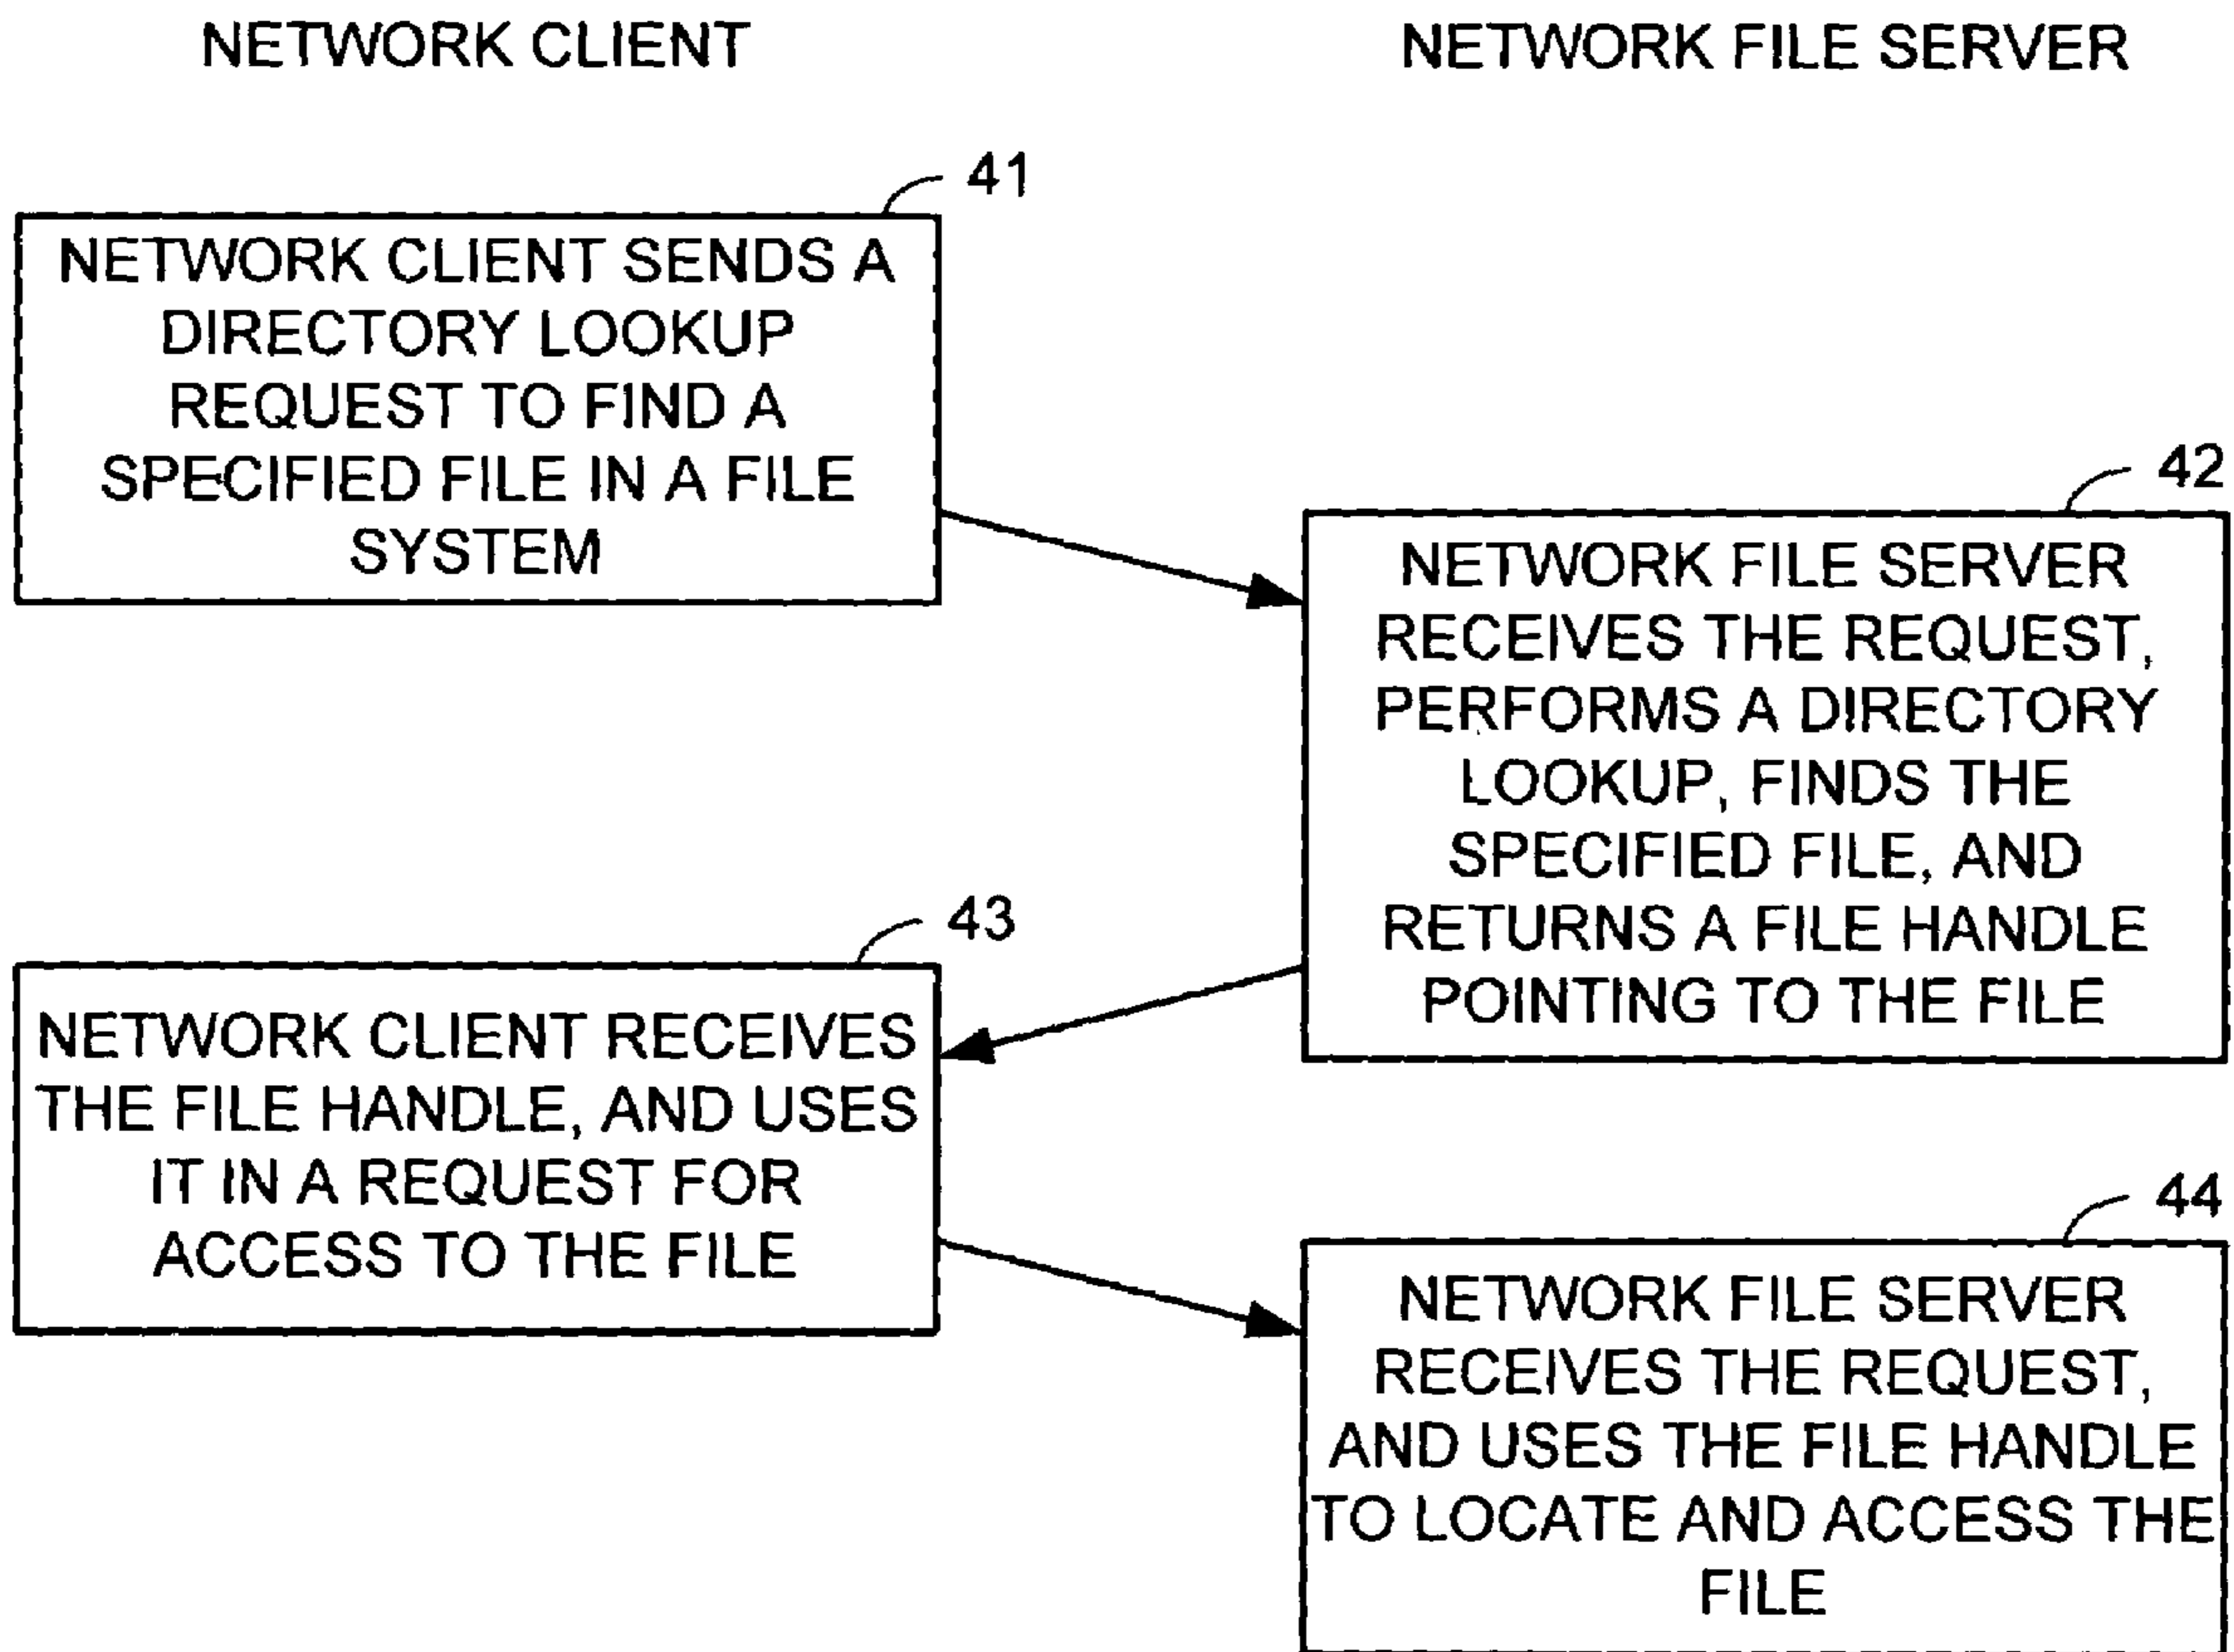 NETWORK CLIENT
NETWORK FILE SERVER
41
NETWORK CLIENT SENDS A
DIRECTORY LOOKUP
REQUEST TO FIND A
SPECIFIED FILE IN A FILE
SYSTEM
42
NETWORK FILE SERVER
RECEIVES THE REQUEST,
PERFORMS A DIRECTORY
LOOKUP, FINDS THE
SPECIFIED FILE, AND
RETURNS A FILE HANDLE
POINTING TO THE FILE
43
NETWORK CLIENT RECEIVES
THE FILE HANDLE, AND USES
IT IN A REQUEST FOR
ACCESS TO THE FILE
44
NETWORK FILE SERVER
RECEIVES THE REQUEST,
AND USES THE FILE HANDLE
TO LOCATE AND ACCESS THE
FILE